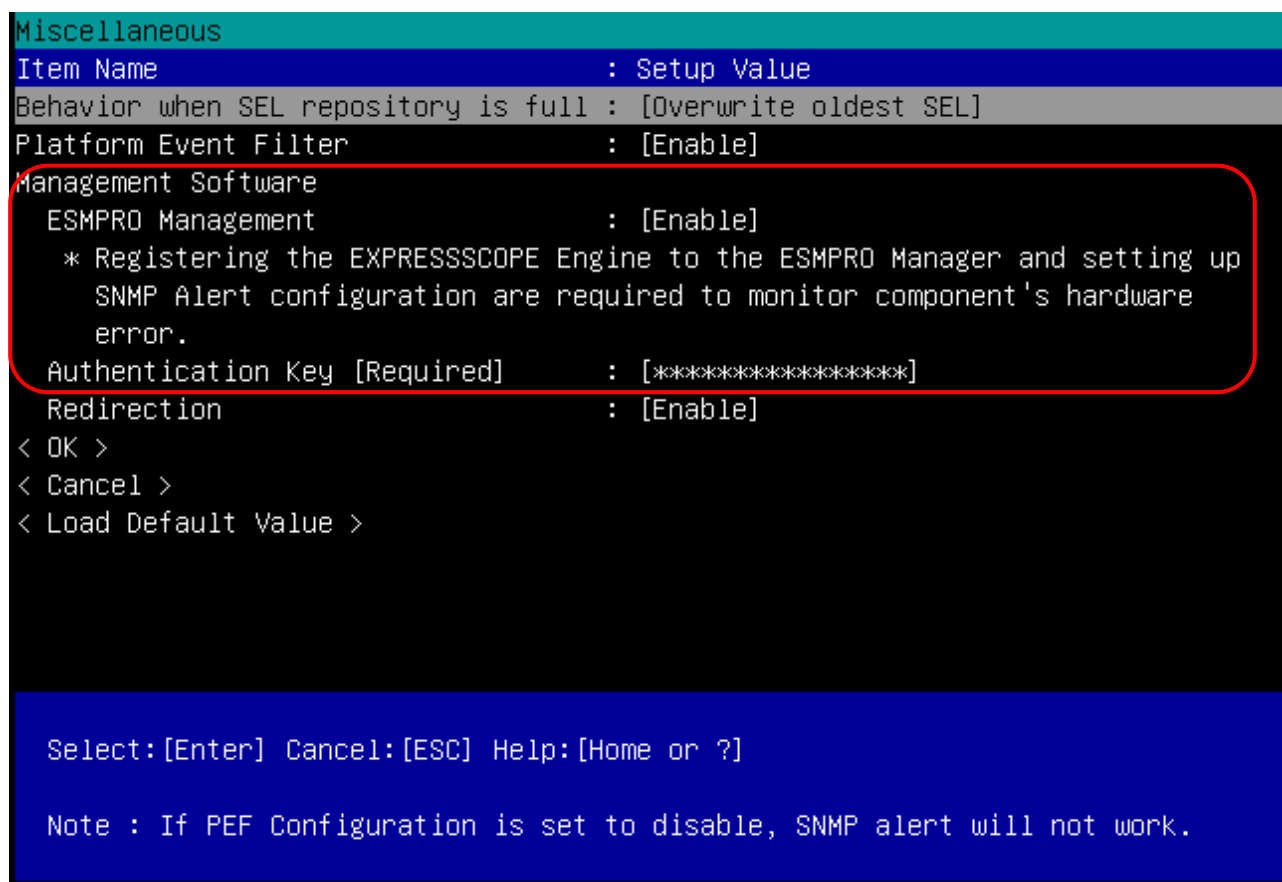 Miscellaneous
Item Name : Setup Value
Behavior when SEL repository is full : [Overwrite oldest SEL]
Platform Event Filter : [Enable]
Management Software
ESMPRO Management : [Enable]
* Registering the EXPRESSSCOPE Engine to the ESMPRO Manager and setting up
SNMP Alert configuration are required to monitor component's hardware
error.
Authentication Key [Required] : [****************]
Redirection : [Enable]
< OK >
< Cancel >
< Load Default Value >
Select:[Enter] Cancel:[ESC] Help:[Home or ?]
Note : If PEF Configuration is set to disable, SNMP alert will not work.